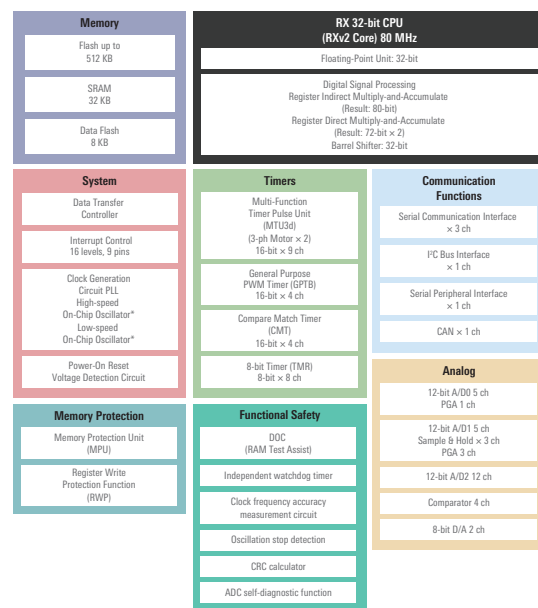 Memory
Flash up to
512 KB
SRAM
32 KB
Data Flash
8 KB
RX 32-bit CPU
(RXv2 Core) 80 MHz
Floating-Point Unit: 32-bit
Digital Signal Processing
Register Indirect Multiply-and-Accumulate
(Result: 80-bit)
Register Direct Multiply-and-Accumulate
(Result: 72-bit × 2)
Barrel Shifter: 32-bit
System
Data Transfer
Controller
Interrupt Control
16 levels, 9 pins
Clock Generation
Circuit PLL
High-speed
On-Chip Oscillator*
Low-speed
On-Chip Oscillator*
Power-On Reset
Voltage Detection Circuit
Timers
Multi-Function
Timer Pulse Unit
(MTU3d)
(3-ph Motor × 2)
16-bit × 9 ch
General Purpose
PWM Timer (GPTB)
16-bit × 4 ch
Compare Match Timer
(CMT)
16-bit × 4 ch
8-bit Timer (TMR)
8-bit × 8 ch
Communication
Functions
Serial Communication Interface
× 3 ch
I²C Bus Interface
× 1 ch
Serial Peripheral Interface
× 1 ch
CAN × 1 ch
Analog
12-bit A/D0 5 ch
PGA 1 ch
12-bit A/D1 5 ch
Sample & Hold × 3 ch
PGA 3 ch
12-bit A/D2 12 ch
Comparator 4 ch
8-bit D/A 2 ch
Memory Protection
Memory Protection Unit
(MPU)
Register Write
Protection Function
(RWP)
Functional Safety
DOC
(RAM Test Assist)
Independent watchdog timer
Clock frequency accuracy
measurement circuit
Oscillation stop detection
CRC calculator
ADC self-diagnostic function